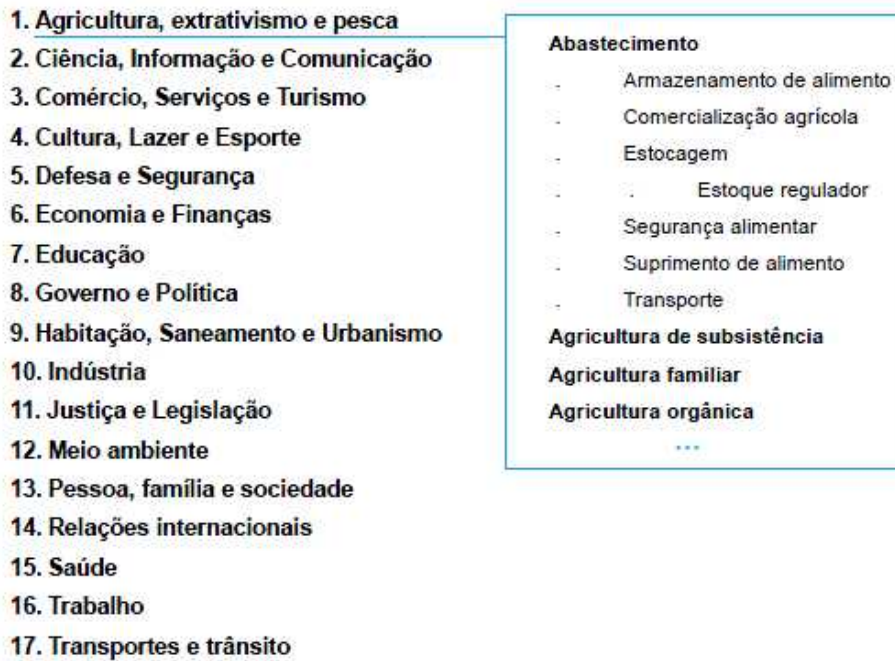 1. Agricultura, extrativismo e pesca
2. Ciência, Informação e Comunicação
3. Comércio, Serviços e Turismo
4. Cultura, Lazer e Esporte
5. Defesa e Segurança
6. Economia e Finanças
7. Educação
8. Governo e Política
9. Habitação, Saneamento e Urbanismo
10. Indústria
11. Justiça e Legislação
12. Meio ambiente
13. Pessoa, família e sociedade
14. Relações internacionais
15. Saúde
16. Trabalho
17. Transportes e trânsito
Abastecimento
. Armazenamento de alimento
. Comercialização agrícola
. Estocagem
. . Estoque regulador
. Segurança alimentar
. Suprimento de alimento
. Transporte
Agricultura de subsistência
Agricultura familiar
Agricultura orgânica
...